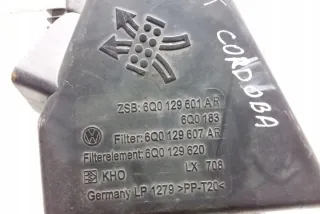 T CORDOBA
ZSB: 6Q0 129 601 AR
6Q0 183
Filter: 6Q0 129 607 AR
Filterelement: 6Q0 129 620
KHO LX 708
Germany LP 1279 >PP-T20<